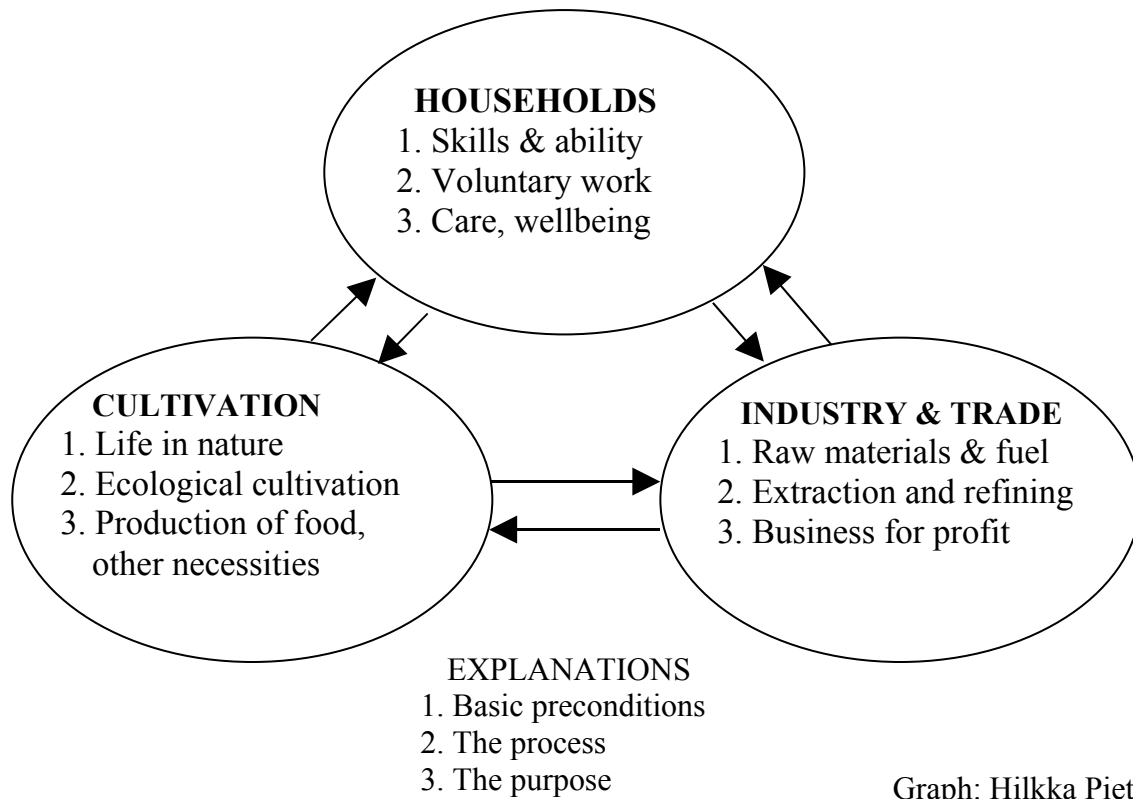 HOUSEHOLDS
1. Skills & ability
2. Voluntary work
3. Care, wellbeing
CULTIVATION
1. Life in nature
2. Ecological cultivation
3. Production of food,
other necessities
INDUSTRY & TRADE
1. Raw materials & fuel
2. Extraction and refining
3. Business for profit
EXPLANATIONS
1. Basic preconditions
2. The process
3. The purpose
Graph: Hilkka Piet